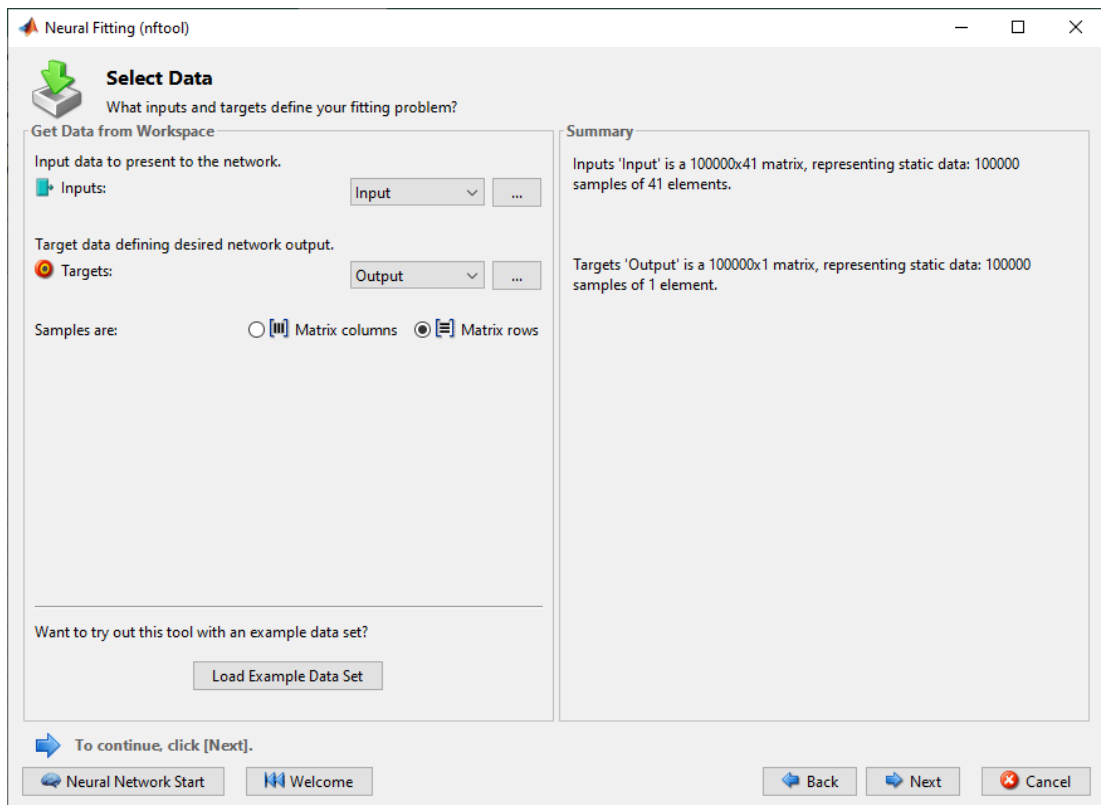 Neural Fitting (nftool)
Select Data
What inputs and targets define your fitting problem?
Get Data from Workspace
Input data to present to the network.
Inputs:
Input
...
Target data defining desired network output.
Targets:
Output
...
Samples are:
Matrix columns
Matrix rows
Want to try out this tool with an example data set?
Load Example Data Set
Summary
Inputs 'Input' is a 100000x41 matrix, representing static data: 100000
samples of 41 elements.
Targets 'Output' is a 100000x1 matrix, representing static data: 100000
samples of 1 element.
To continue, click [Next].
Neural Network Start
Welcome
Back
Next
Cancel